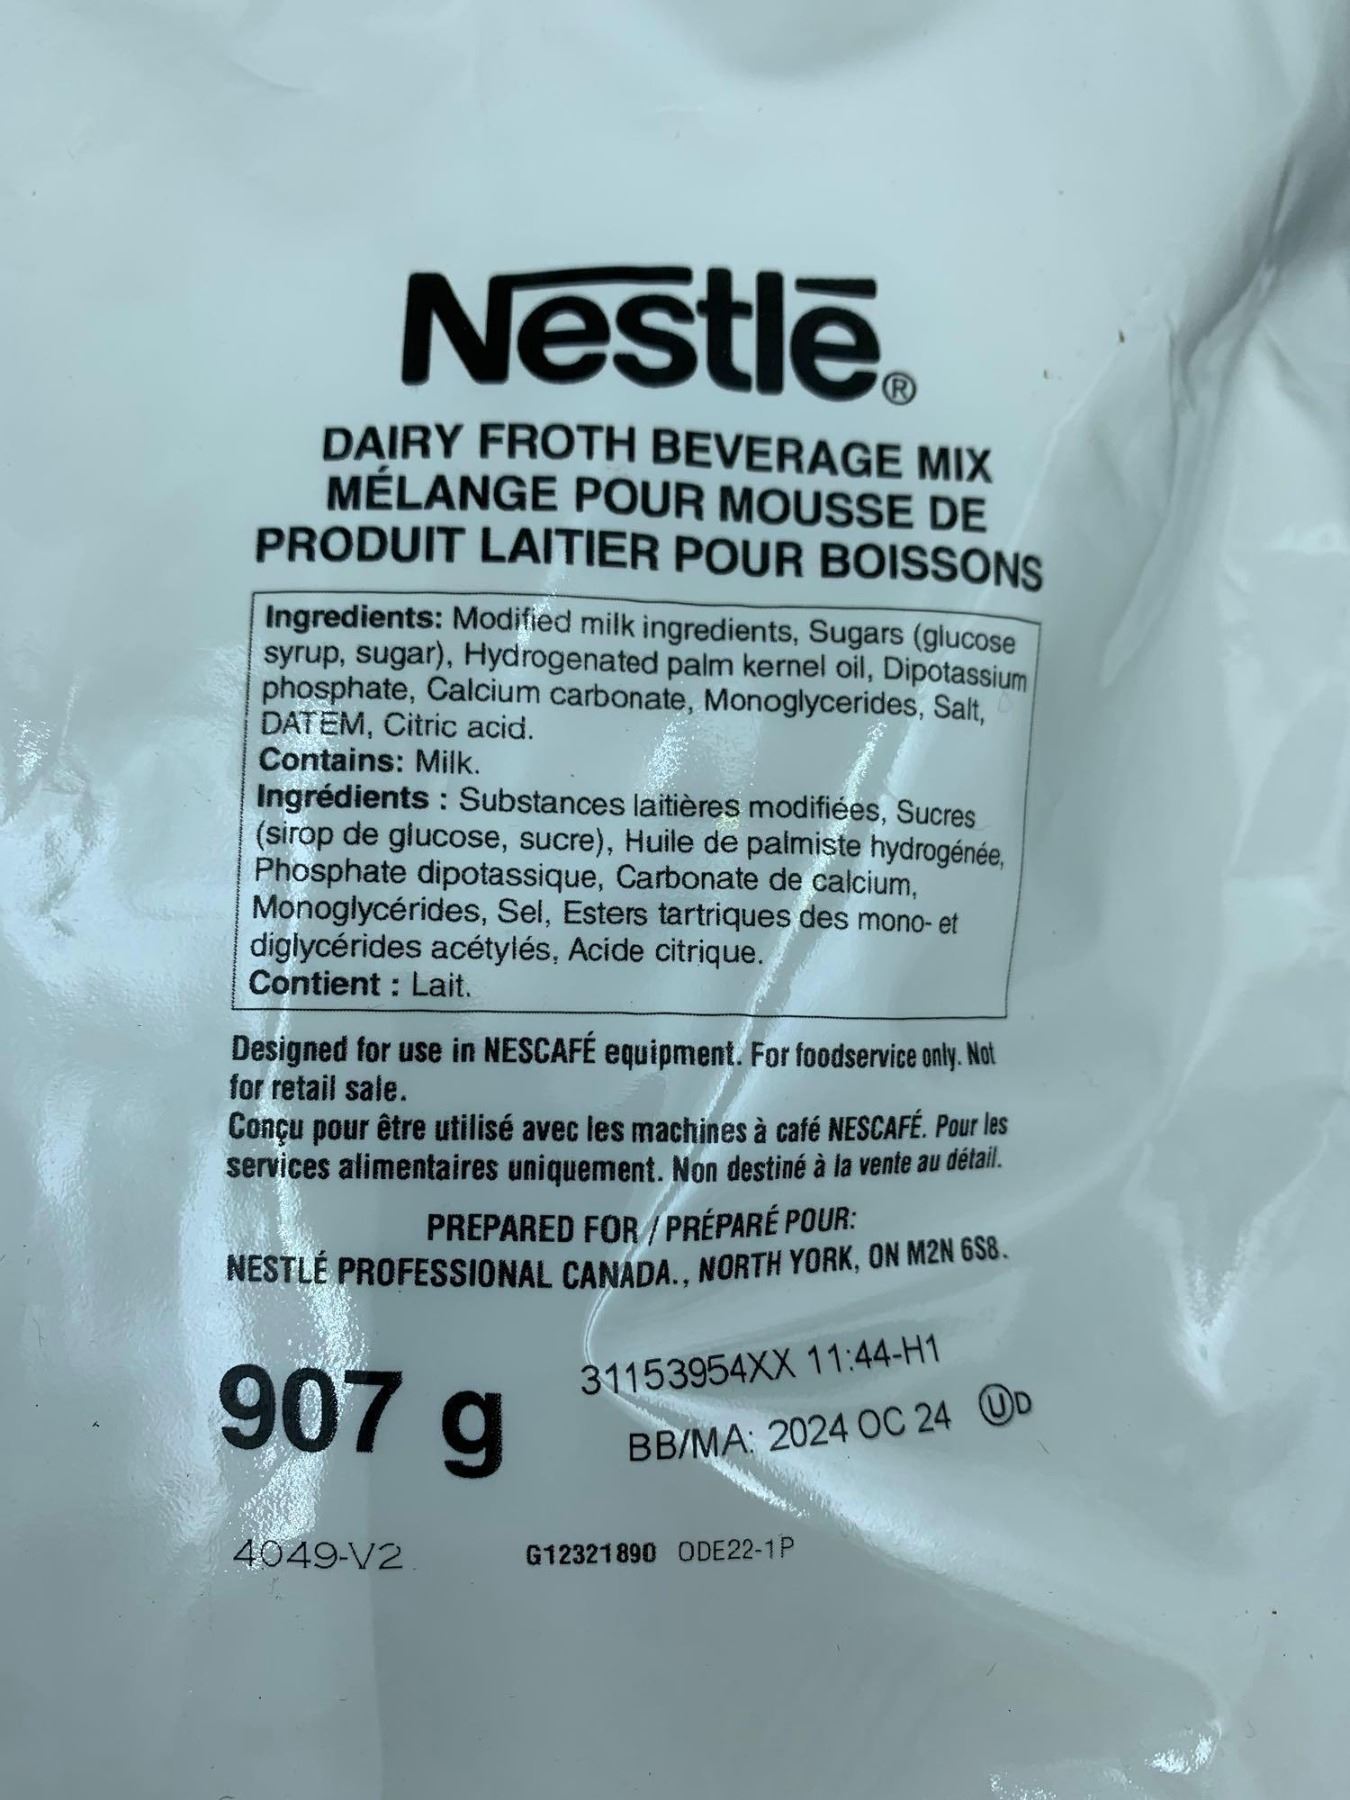 Nestlé®
DAIRY FROTH BEVERAGE MIX
MÉLANGE POUR MOUSSE DE
PRODUIT LAITIER POUR BOISSONS
Ingredients: Modified milk ingredients, Sugars (glucose
syrup, sugar), Hydrogenated palm kernel oil, Dipotassium
phosphate, Calcium carbonate, Monoglycerides, Salt,
DATEM, Citric acid.
Contains: Milk.
Ingrédients : Substances laitières modifiées, Sucres
(sirop de glucose, sucre), Huile de palmiste hydrogénée,
Phosphate dipotassique, Carbonate de calcium,
Monoglycérides, Sel, Esters tartriques des mono- et
diglycérides acétylés, Acide citrique.
Contient : Lait.
Designed for use in NESCAFÉ equipment. For foodservice only. Not
for retail sale.
Conçu pour être utilisé avec les machines à café NESCAFÉ. Pour les
services alimentaires uniquement. Non destiné à la vente au détail.
PREPARED FOR / PRÉPARÉ POUR:
NESTLÉ PROFESSIONAL CANADA., NORTH YORK, ON M2N 6S8.
907 g
31153954XX 11:44-H1
BB/MA: 2024 OC 24 ⓊD
4049-V2
G12321890 ODE22-1P